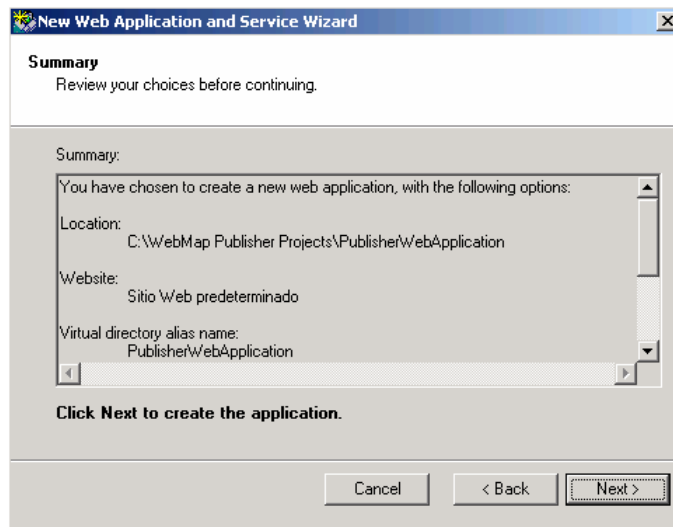 New Web Application and Service Wizard
Summary
Review your choices before continuing.
Summary:
You have chosen to create a new web application, with the following options:
Location:
C:\WebMap Publisher Projects\PublisherWebApplication
Website:
Sitio Web predeterminado
Virtual directory alias name:
PublisherWebApplication
Click Next to create the application.
Cancel
< Back
Next >